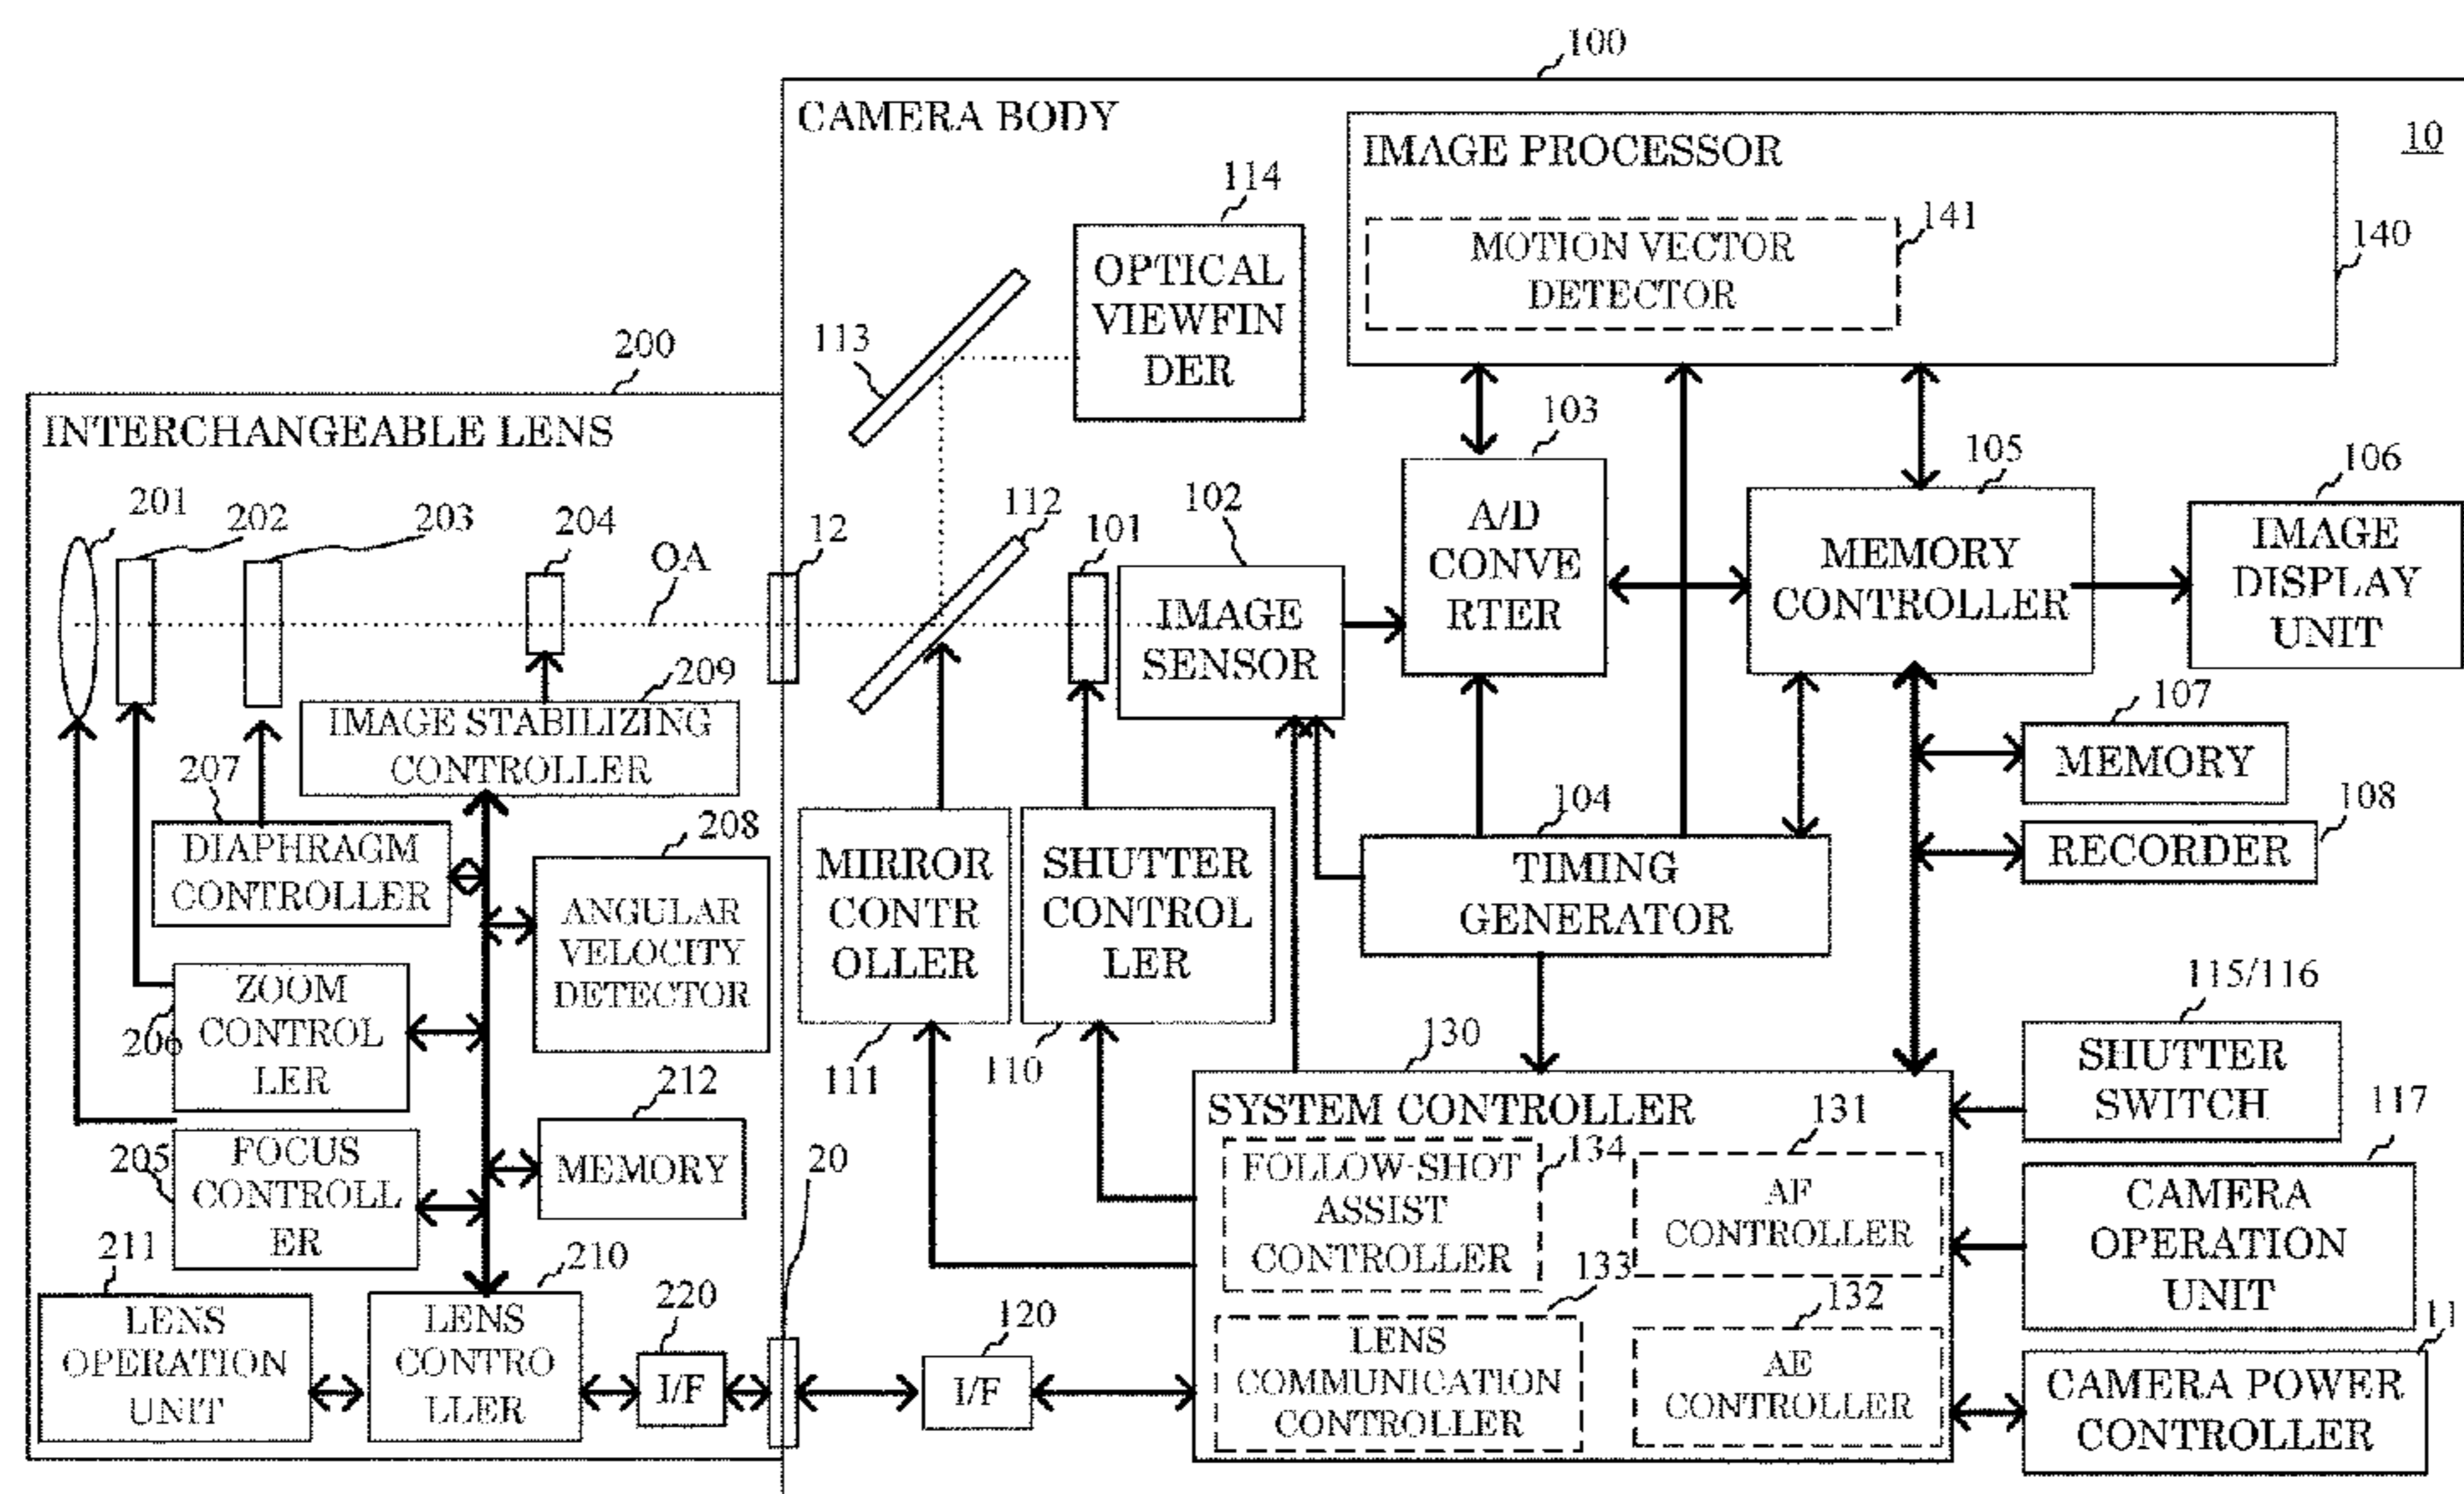 100
CAMERA BODY
10
IMAGE PROCESSOR
140
141
MOTION VECTOR
DETECTOR
114
OPTICAL
VIEWFIN
DER
113
200
INTERCHANGEABLE LENS
201
202
203
204
OA
12
112
101
102
IMAGE
SENSOR
103
A/D
CONVE
RTER
105
MEMORY
CONTROLLER
106
IMAGE
DISPLAY
UNIT
209
IMAGE STABILIZING
CONTROLLER
207
DIAPHRAGM
CONTROLLER
208
ANGULAR
VELOCITY
DETECTOR
206
ZOOM
CONTROL
LER
205
FOCUS
CONTROLL
ER
212
MEMORY
211
LENS
OPERATION
UNIT
210
LENS
CONTRO
LLER
220
I/F
20
120
I/F
MIRROR
CONTR
OLLER
111
SHUTTER
CONTROL
LER
110
104
TIMING
GENERATOR
107
MEMORY
108
RECORDER
130
SYSTEM CONTROLLER
134
FOLLOW-SHOT
ASSIST
CONTROLLER
131
AF
CONTROLLER
133
LENS
COMMUNICATION
CONTROLLER
132
AE
CONTROLLER
115/116
SHUTTER
SWITCH
117
CAMERA
OPERATION
UNIT
11
CAMERA POWER
CONTROLLER